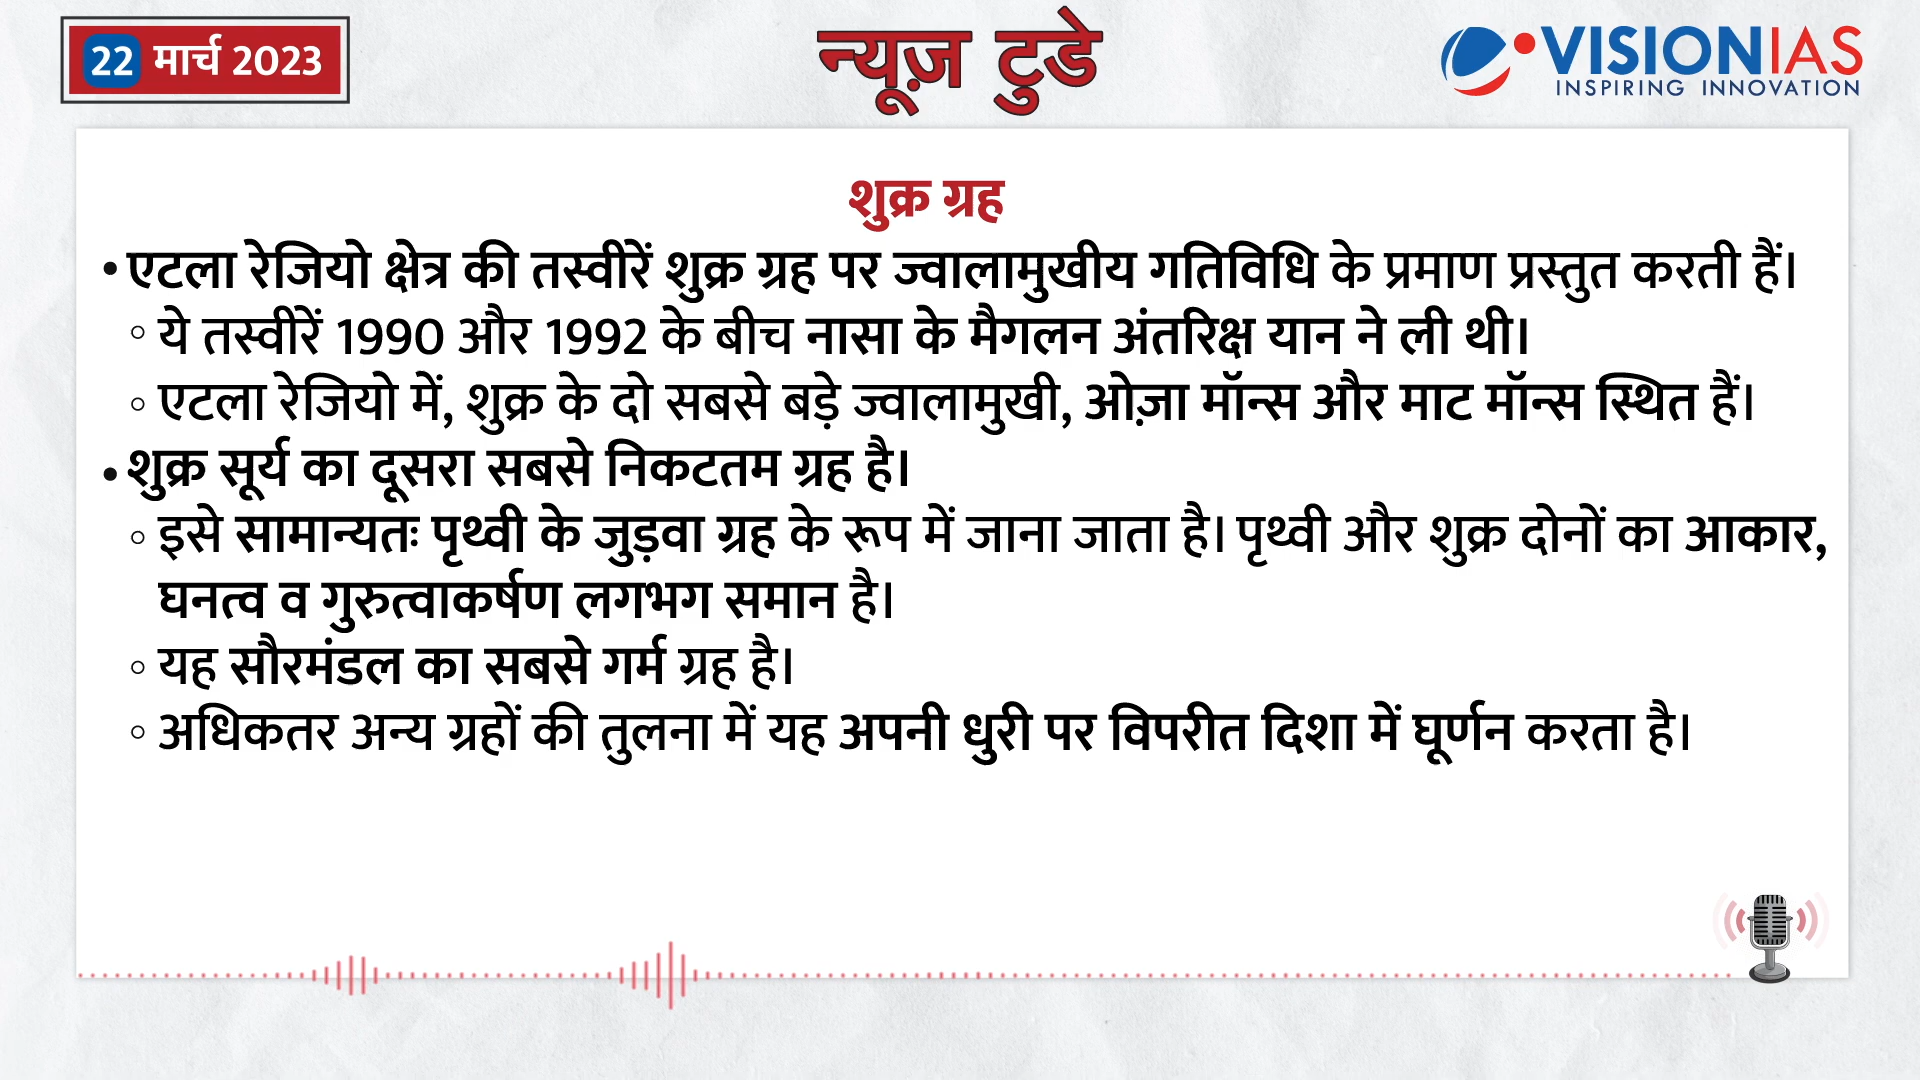 22 मार्च 2023
न्यूज़ टुडे
VISIONIAS
INSPIRING INNOVATION
शुक्र ग्रह
• एटला रेजियो क्षेत्र की तस्वीरें शुक्र ग्रह पर ज्वालामुखीय गतिविधि के प्रमाण प्रस्तुत करती हैं।
◦ ये तस्वीरें 1990 और 1992 के बीच नासा के मैगलन अंतरिक्ष यान ने ली थी।
◦ एटला रेजियो में, शुक्र के दो सबसे बड़े ज्वालामुखी, ओज़ा मॉन्स और माट मॉन्स स्थित हैं।
• शुक्र सूर्य का दूसरा सबसे निकटतम ग्रह है।
◦ इसे सामान्यतः पृथ्वी के जुड़वा ग्रह के रूप में जाना जाता है। पृथ्वी और शुक्र दोनों का आकार,
घनत्व व गुरुत्वाकर्षण लगभग समान है।
◦ यह सौरमंडल का सबसे गर्म ग्रह है।
◦ अधिकतर अन्य ग्रहों की तुलना में यह अपनी धुरी पर विपरीत दिशा में घूर्णन करता है।